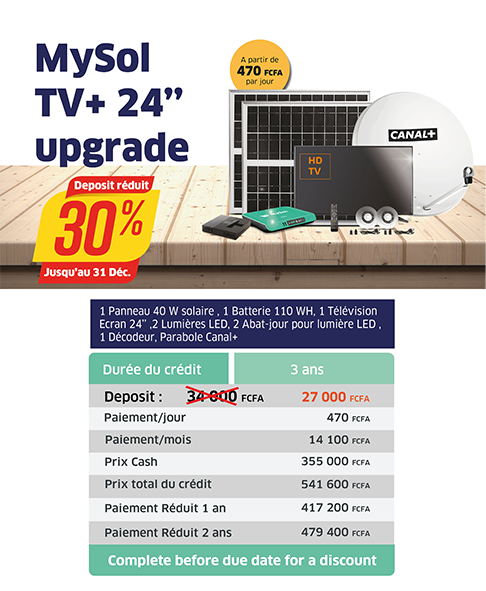 MySol
TV+ 24”
upgrade
A partir de
470 FCFA
par jour
CANAL+
HD
TV
Deposit réduit
30%
Jusqu'au 31 Déc.
1 Panneau 40 W solaire , 1 Batterie 110 WH, 1 Télévision
Ecran 24’’ ,2 Lumières LED, 2 Abat-jour pour lumière LED ,
1 Décodeur, Parabole Canal+
Durée du crédit 3 ans
Deposit : 34 800 FCFA 27 000 FCFA
Paiement/jour 470 FCFA
Paiement/mois 14 100 FCFA
Prix Cash 355 000 FCFA
Prix total du crédit 541 600 FCFA
Paiement Réduit 1 an 417 200 FCFA
Paiement Réduit 2 ans 479 400 FCFA
Complete before due date for a discount